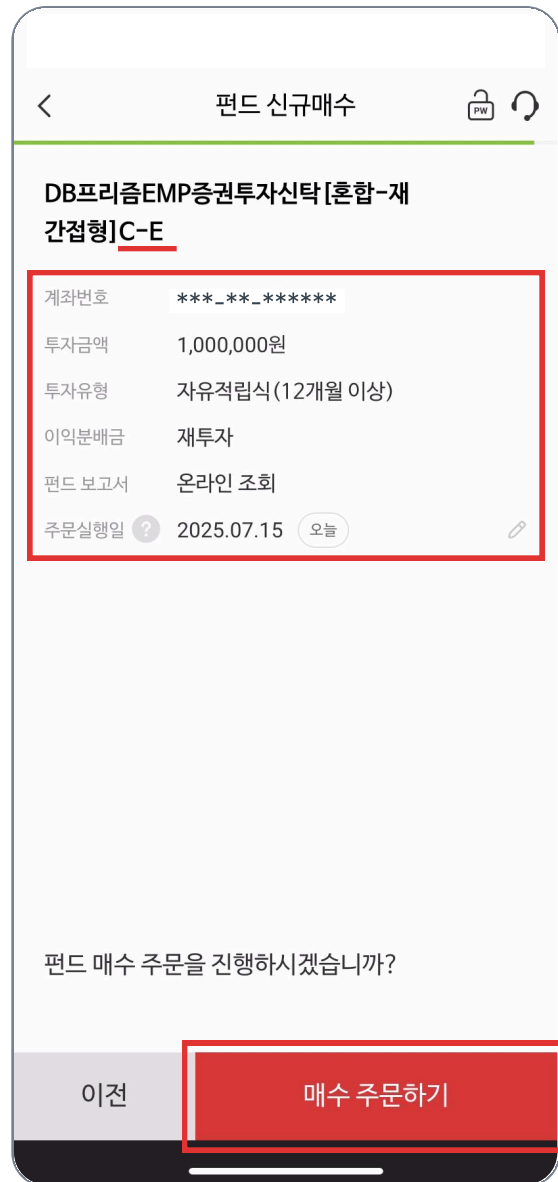 펀드 신규매수
PW
DB프리즘EMP증권투자신탁[혼합-재
간접형]C-E
계좌번호 ***-**-******
투자금액 1,000,000원
투자유형 자유적립식(12개월 이상)
이익분배금 재투자
펀드 보고서 온라인 조회
주문실행일 ? 2025.07.15 오늘
펀드 매수 주문을 진행하시겠습니까?
이전 매수 주문하기